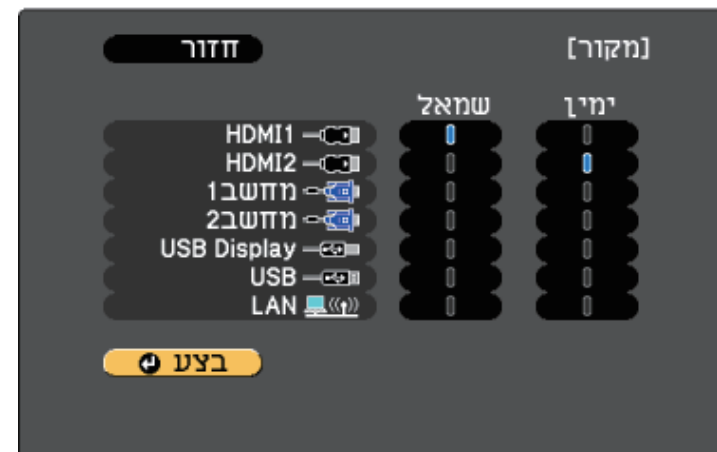 [מקור] חזור
ימין שמאל
HDMI1
HDMI2
מחשב1
מחשב2
USB Display
USB
LAN
בצע